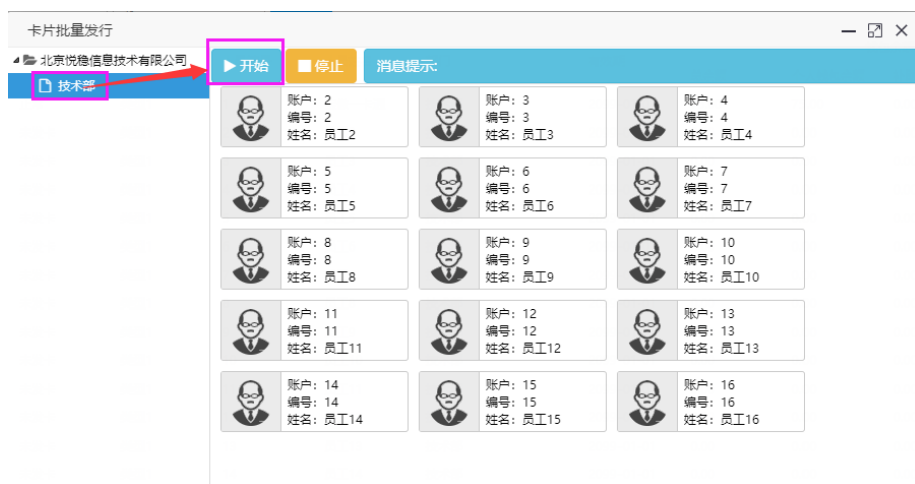 卡片批量发行
北京悦稳信息技术有限公司
技术部
开始
停止
消息提示:
账户: 2
编号: 2
姓名: 员工2
账户: 3
编号: 3
姓名: 员工3
账户: 4
编号: 4
姓名: 员工4
账户: 5
编号: 5
姓名: 员工5
账户: 6
编号: 6
姓名: 员工6
账户: 7
编号: 7
姓名: 员工7
账户: 8
编号: 8
姓名: 员工8
账户: 9
编号: 9
姓名: 员工9
账户: 10
编号: 10
姓名: 员工10
账户: 11
编号: 11
姓名: 员工11
账户: 12
编号: 12
姓名: 员工12
账户: 13
编号: 13
姓名: 员工13
账户: 14
编号: 14
姓名: 员工14
账户: 15
编号: 15
姓名: 员工15
账户: 16
编号: 16
姓名: 员工16